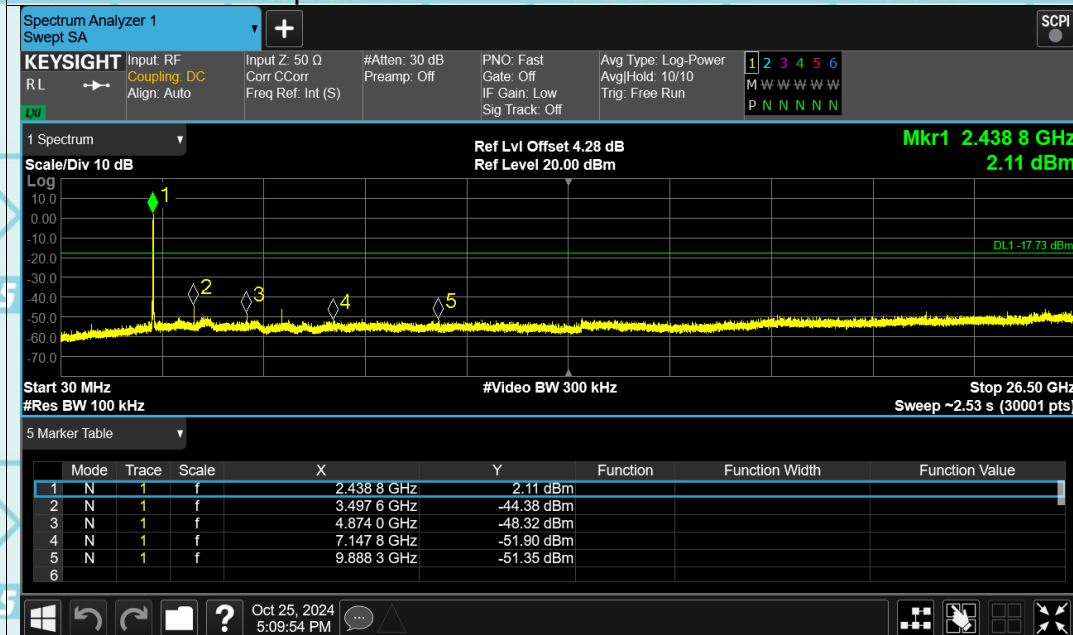 Spectrum Analyzer 1
Swept SA
+
SCPI
KEYSIGHT
R L
LXI
Input: RF
Coupling: DC
Align: Auto
Input Z: 50 Ω
Corr CCorr
Freq Ref: Int (S)
#Atten: 30 dB
Preamp: Off
PNO: Fast
Gate: Off
IF Gain: Low
Sig Track: Off
Avg Type: Log-Power
Avg|Hold: 10/10
Trig: Free Run
1 2 3 4 5 6
M W W W W W
P N N N N N
1 Spectrum
Scale/Div 10 dB
Ref Lvl Offset 4.28 dB
Ref Level 20.00 dBm
Mkr1 2.438 8 GHz
2.11 dBm
Log
10.0
0.00
-10.0
-20.0
-30.0
-40.0
-50.0
-60.0
-70.0
1
2
3
4
5
DL1 -17.73 dBm
Start 30 MHz
#Video BW 300 kHz
Stop 26.50 GHz
#Res BW 100 kHz
Sweep ~2.53 s (30001 pts)
5 Marker Table
Mode Trace Scale X Y Function Function Width Function Value
1 N 1 f 2.438 8 GHz 2.11 dBm
2 N 1 f 3.497 6 GHz -44.38 dBm
3 N 1 f 4.874 0 GHz -48.32 dBm
4 N 1 f 7.147 8 GHz -51.90 dBm
5 N 1 f 9.888 3 GHz -51.35 dBm
6
?
Oct 25, 2024
5:09:54 PM